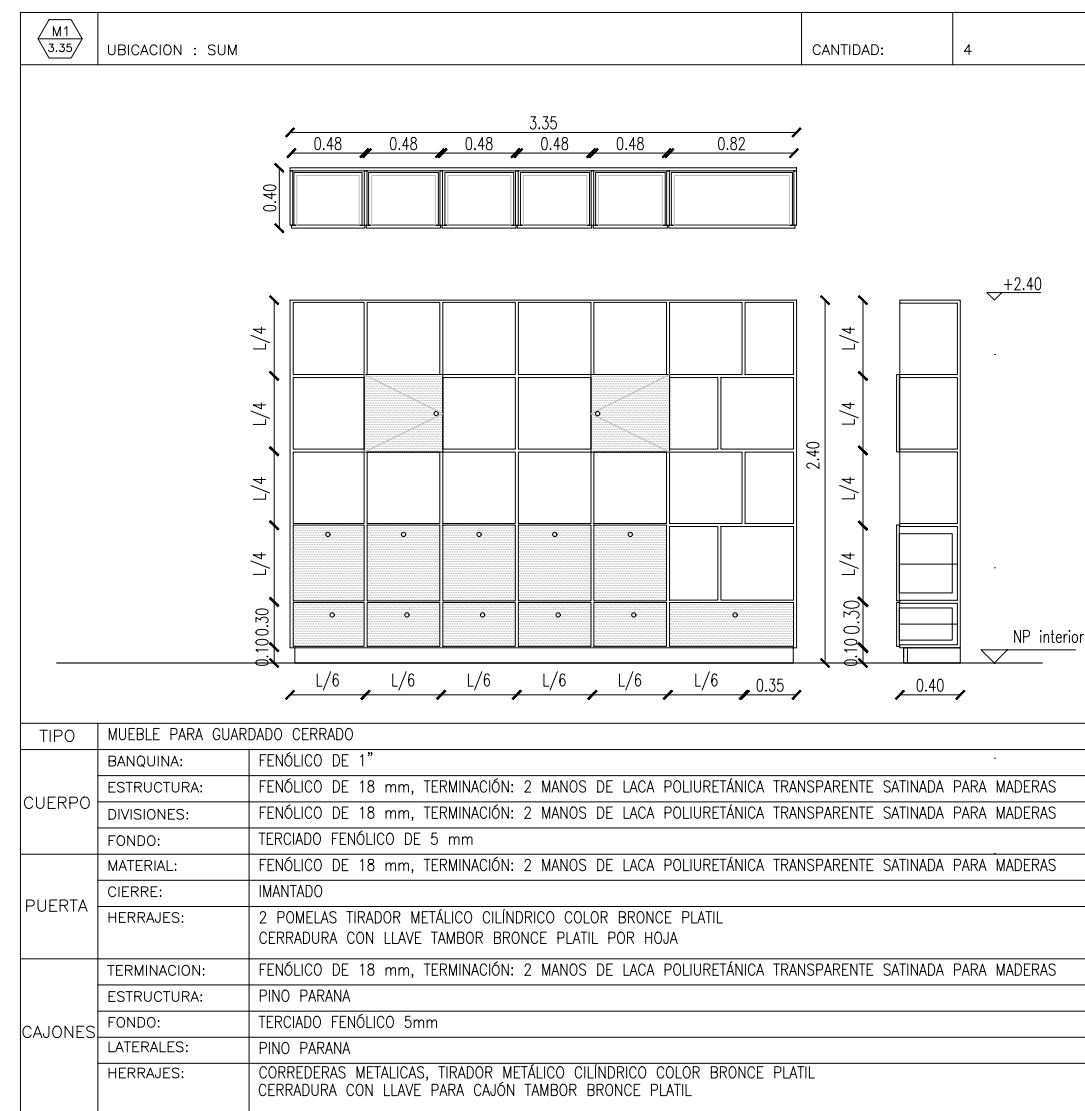 M1
3.35
UBICACION : SUM
CANTIDAD:
4
3.35
0.48 0.48 0.48 0.48 0.48 0.82
0.40
+2.40
L/4 L/4
L/4 L/4
2.40
L/4 L/4
L/4 L/4
0.30 0.30
0.10 0.10
NP interior
L/6 L/6 L/6 L/6 L/6 L/6 0.35 0.40
TIPO MUEBLE PARA GUARDADO CERRADO
CUERPO
BANQUINA: FENÓLICO DE 1"
ESTRUCTURA: FENÓLICO DE 18 mm, TERMINACIÓN: 2 MANOS DE LACA POLIURETÁNICA TRANSPARENTE SATINADA PARA MADERAS
DIVISIONES: FENÓLICO DE 18 mm, TERMINACIÓN: 2 MANOS DE LACA POLIURETÁNICA TRANSPARENTE SATINADA PARA MADERAS
FONDO: TERCIADO FENÓLICO DE 5 mm
PUERTA
MATERIAL: FENÓLICO DE 18 mm, TERMINACIÓN: 2 MANOS DE LACA POLIURETÁNICA TRANSPARENTE SATINADA PARA MADERAS
CIERRE: IMANTADO
HERRAJES: 2 POMELAS TIRADOR METÁLICO CILÍNDRICO COLOR BRONCE PLATIL
CERRADURA CON LLAVE TAMBOR BRONCE PLATIL POR HOJA
CAJONES
TERMINACION: FENÓLICO DE 18 mm, TERMINACIÓN: 2 MANOS DE LACA POLIURETÁNICA TRANSPARENTE SATINADA PARA MADERAS
ESTRUCTURA: PINO PARANA
FONDO: TERCIADO FENÓLICO 5mm
LATERALES: PINO PARANA
HERRAJES: CORREDERAS METALICAS, TIRADOR METÁLICO CILÍNDRICO COLOR BRONCE PLATIL
CERRADURA CON LLAVE PARA CAJÓN TAMBOR BRONCE PLATIL